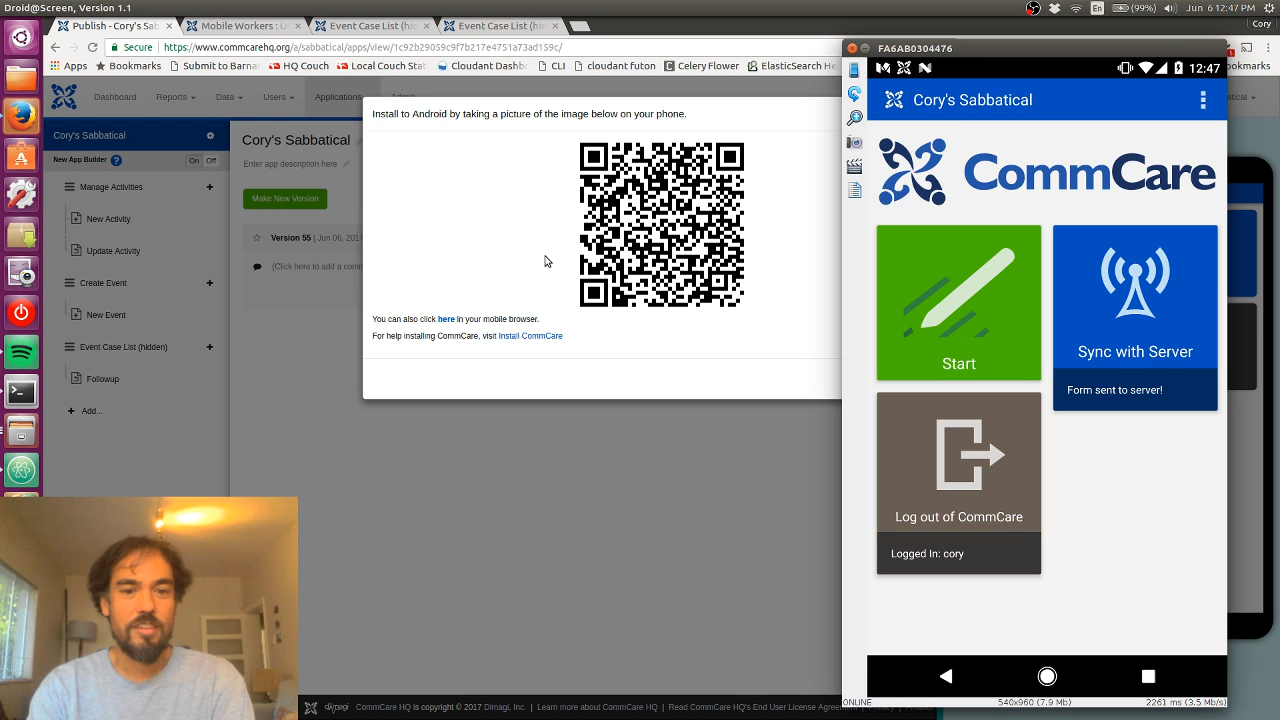 Droid@Screen, Version 1.1
En
(99%)
Jun 6 12:47 PM
Publish - Cory's Sab
Mobile Workers : U
Event Case List (hid
Event Case List (hid
Cory
Secure
https://www.commcarehq.org/a/sabbatical/apps/view/1c92b29059c9f7b217e4751a73ad159c/
Apps
Bookmarks
Submit to Barna
HQ Couch
Local Couch Stat
Cloudant Dashbo
CLI
cloudant futon
Celery Flower
ElasticSearch
okmarks
Dashboard
Reports
Data
Users
Applications
Admin
Cory's Sabbatical
New App Builder
On
Off
Manage Activities
New Activity
Update Activity
Create Event
New Event
Event Case List (hidden)
Followup
Add...
Cory's Sabbatical
Enter app description here
Make New Version
Version 55 | Jun 06, 201
(Click here to add a comm
Install to Android by taking a picture of the image below on your phone.
You can also click here in your mobile browser.
For help installing CommCare, visit Install CommCare
FA6AB0304476
12:47
Cory's Sabbatical
CommCare
Start
Sync with Server
Form sent to server!
Log out of CommCare
Logged In: cory
ONLINE
540x960 (7.9 Mb)
2261 ms (3.5 Mb/s)
dimagi
CommCare HQ is copyright © 2017 Dimagi, Inc. | Learn more about CommCare HQ | Read CommCare HQ's End User License Agreement